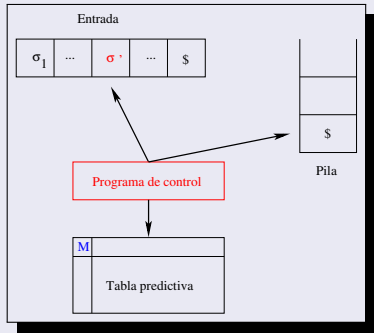 Entrada
σ1 ... σ' ... $
$
Pila
Programa de control
M
Tabla predictiva